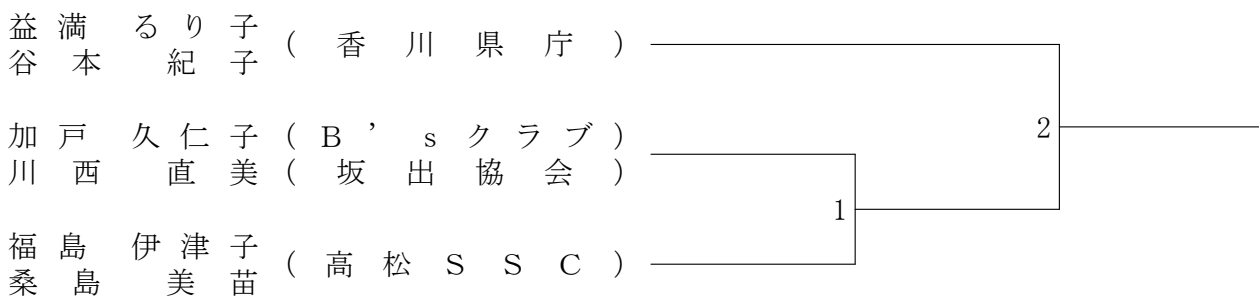 益満 るり子
谷本 紀子 (香川県庁)
2
加戸 久仁子 (B’sクラブ)
川西 直美 (坂出協会)
1
福島 伊津子
桑島 美苗 (高松SSC)